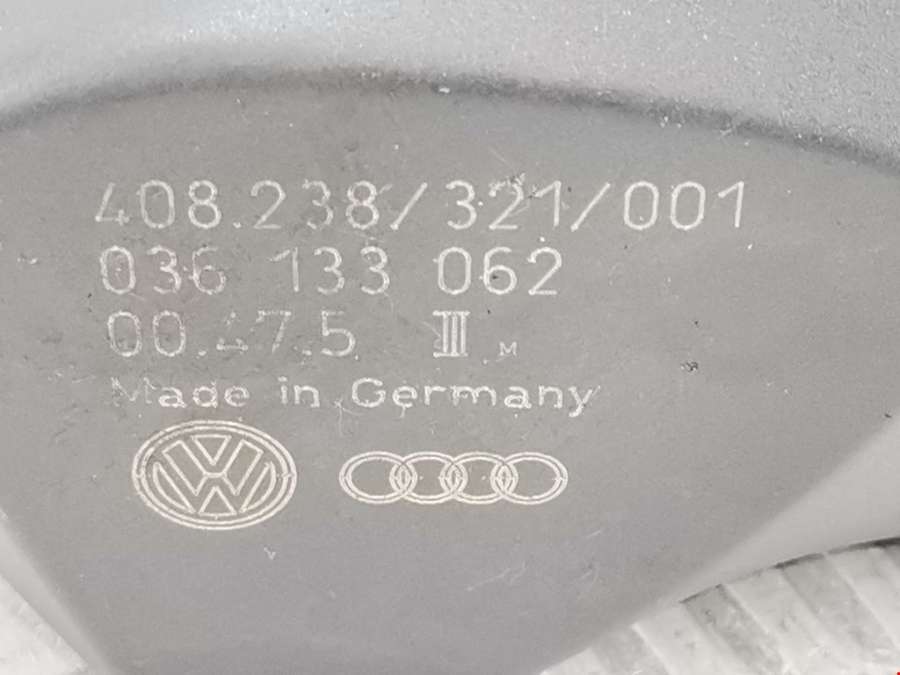 408.238/321/001
036 133 062
00.47.5 III M
Made in Germany